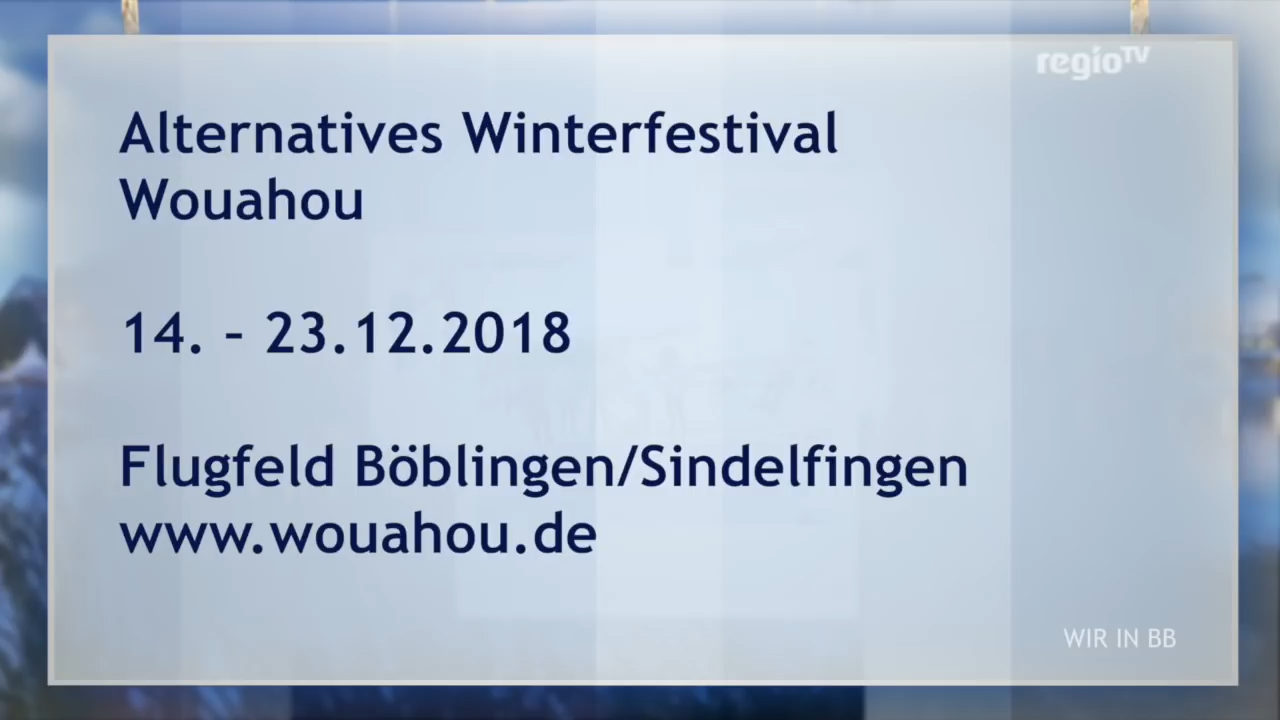 regioTV
Alternatives Winterfestival
Wouahou
14. – 23.12.2018
Flugfeld Böblingen/Sindelfingen
www.wouahou.de
WIR IN BB